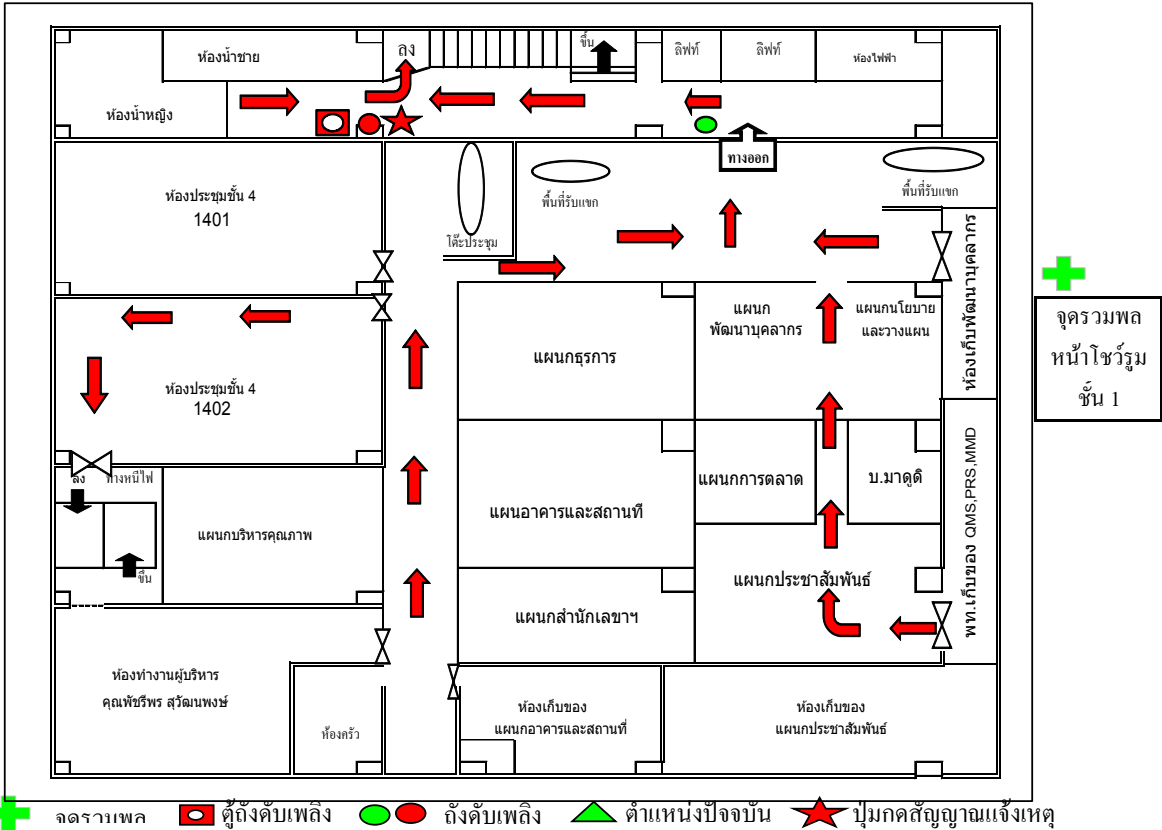 ห้องน้ำชาย
ลง
ขึ้น
ลิฟท์
ลิฟท์
ห้องไฟฟ้า
ห้องน้ำหญิง
ทางออก
ห้องประชุมชั้น 4
1401
โต๊ะประชุม
พื้นที่รับแขก
พื้นที่รับแขก
ห้องเก็บพัฒนาบุคลากร
จุดรวมพล
หน้าโชว์รูม
ชั้น 1
แผนกธุรการ
แผนก
พัฒนาบุคลากร
แผนกนโยบาย
และวางแผน
ห้องประชุมชั้น 4
1402
ลง
ทางหนีไฟ
ขึ้น
แผนกบริหารคุณภาพ
แผนอาคารและสถานที่
แผนกการตลาด
บ.มาดูดิ
พท.เก็บของ QMS,PRS,MMD
แผนกประชาสัมพันธ์
แผนกสำนักเลขาฯ
ห้องทำงานผู้บริหาร
คุณพัชรีพร สุวัฒนพงษ์
ห้องครัว
ห้องเก็บของ
แผนกอาคารและสถานที่
ห้องเก็บของ
แผนกประชาสัมพันธ์
จุดรวมพล
ตู้ถังดับเพลิง
ถังดับเพลิง
ตำแหน่งปัจจบัน
ปุ่มกดสัญญาณแจ้งเหตุ